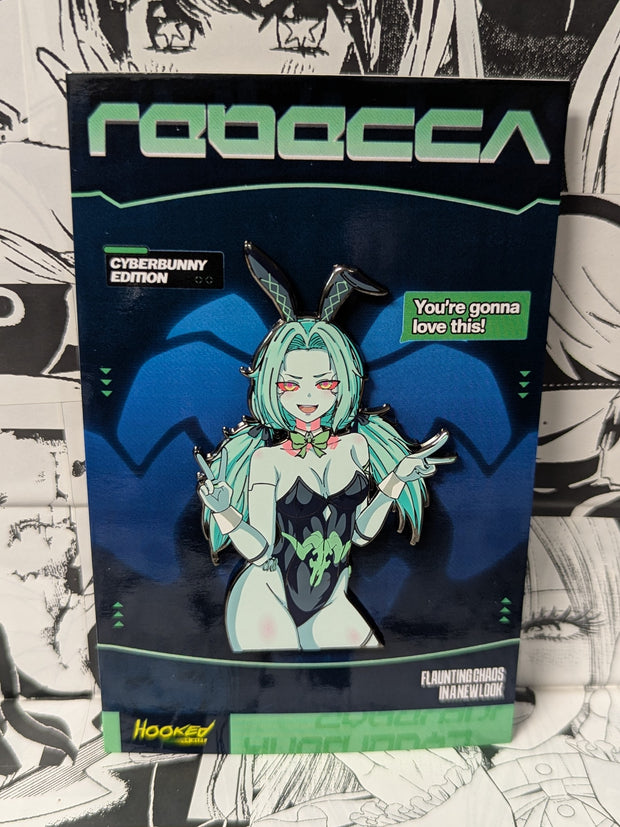 rebecca
CYBERBUNNY
EDITION
You're gonna
love this!
FLAUNTING CHAOS
IN A NEW LOOK
HOOKED